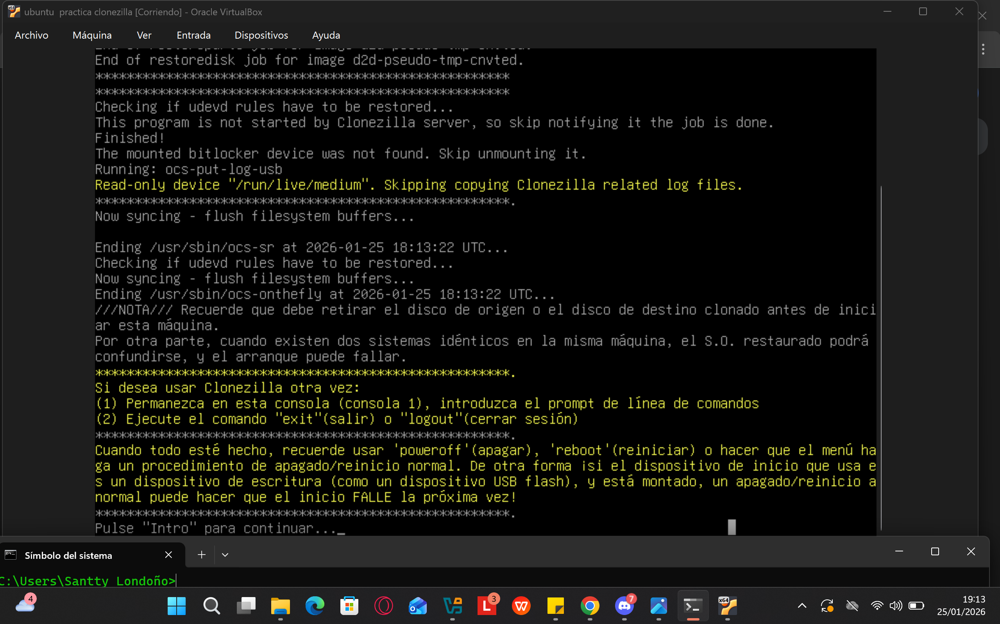 ubuntu  practica clonezilla [Corriendo] - Oracle VirtualBox
Archivo Máquina Ver Entrada Dispositivos Ayuda
End of restoredisk job for image d2d-pseudo-tmp-cnvted.
*****************************************************
*****************************************************
Checking if udevd rules have to be restored...
This program is not started by Clonezilla server, so skip notifying it the job is done.
Finished!
The mounted bitlocker device was not found. Skip unmounting it.
Running: ocs-put-log-usb
Read-only device "/run/live/medium". Skipping copying Clonezilla related log files.
*****************************************************.
Now syncing - flush filesystem buffers...
Ending /usr/sbin/ocs-sr at 2026-01-25 18:13:22 UTC...
Checking if udevd rules have to be restored...
Now syncing - flush filesystem buffers...
Ending /usr/sbin/ocs-onthefly at 2026-01-25 18:13:22 UTC...
///NOTA/// Recuerde que debe retirar el disco de origen o el disco de destino clonado antes de inici
ar esta máquina.
Por otra parte, cuando existen dos sistemas idénticos en la misma máquina, el S.O. restaurado podrá
confundirse, y el arranque puede fallar.
*****************************************************.
Si desea usar Clonezilla otra vez:
(1) Permanezca en esta consola (consola 1), introduzca el prompt de línea de comandos
(2) Ejecute el comando "exit"(salir) o "logout"(cerrar sesión)
*****************************************************.
Cuando todo esté hecho, recuerde usar 'poweroff'(apagar), 'reboot'(reiniciar) o hacer que el menú ha
ga un procedimiento de apagado/reinicio normal. De otra forma ¡si el dispositivo de inicio que usa e
s un dispositivo de escritura (como un dispositivo USB flash), y está montado, un apagado/reinicio a
normal puede hacer que el inicio FALLE la próxima vez!
*****************************************************.
Pulse "Intro" para continuar..._
Símbolo del sistema
C:\Users\Santty Londoño>
4
3
7
x64
19:13
25/01/2026